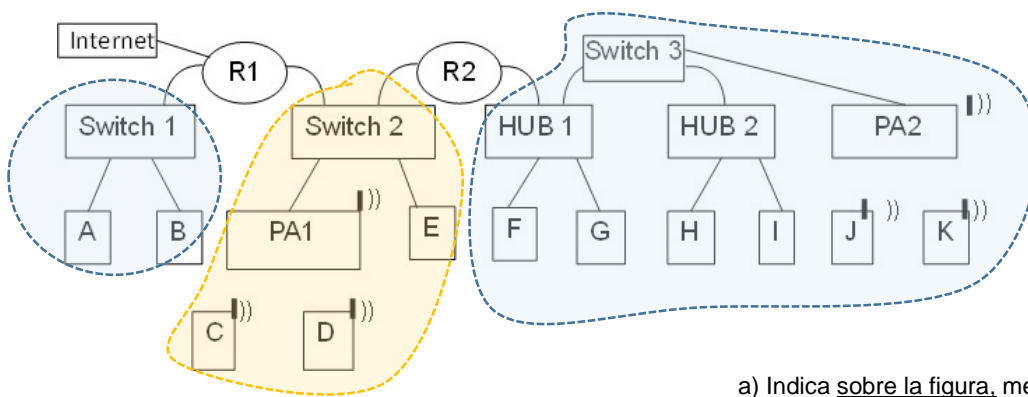 Internet
R1
R2
Switch 3
Switch 1
Switch 2
HUB 1
HUB 2
PA2
A
B
PA1
E
F
G
H
I
J
K
C
D
a) Indica sobre la figura, me